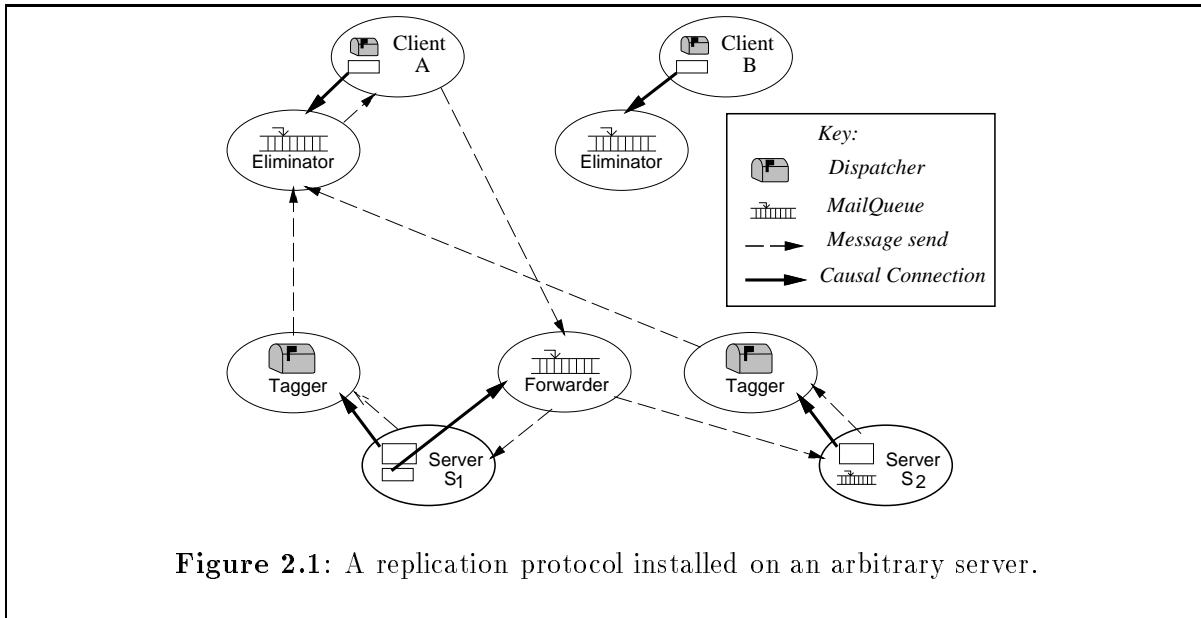 Client
A
Client
B
Eliminator
Eliminator
Key:
Dispatcher
MailQueue
Message send
Causal Connection
Tagger
Forwarder
Tagger
Server
S1
Server
S2
Figure 2.1: A replication protocol installed on an arbitrary server.